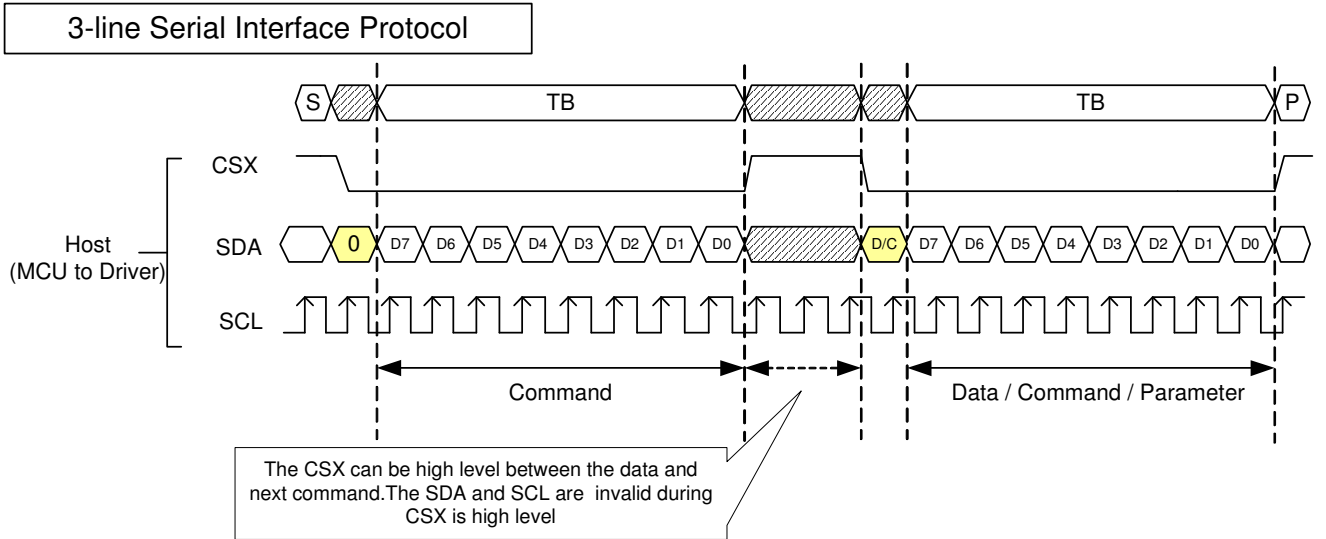 3-line Serial Interface Protocol
S TB TB P
CSX
SDA 0 D7 D6 D5 D4 D3 D2 D1 D0 D/C D7 D6 D5 D4 D3 D2 D1 D0
Host
(MCU to Driver)
SCL
Command Data / Command / Parameter
The CSX can be high level between the data and
next command.The SDA and SCL are invalid during
CSX is high level